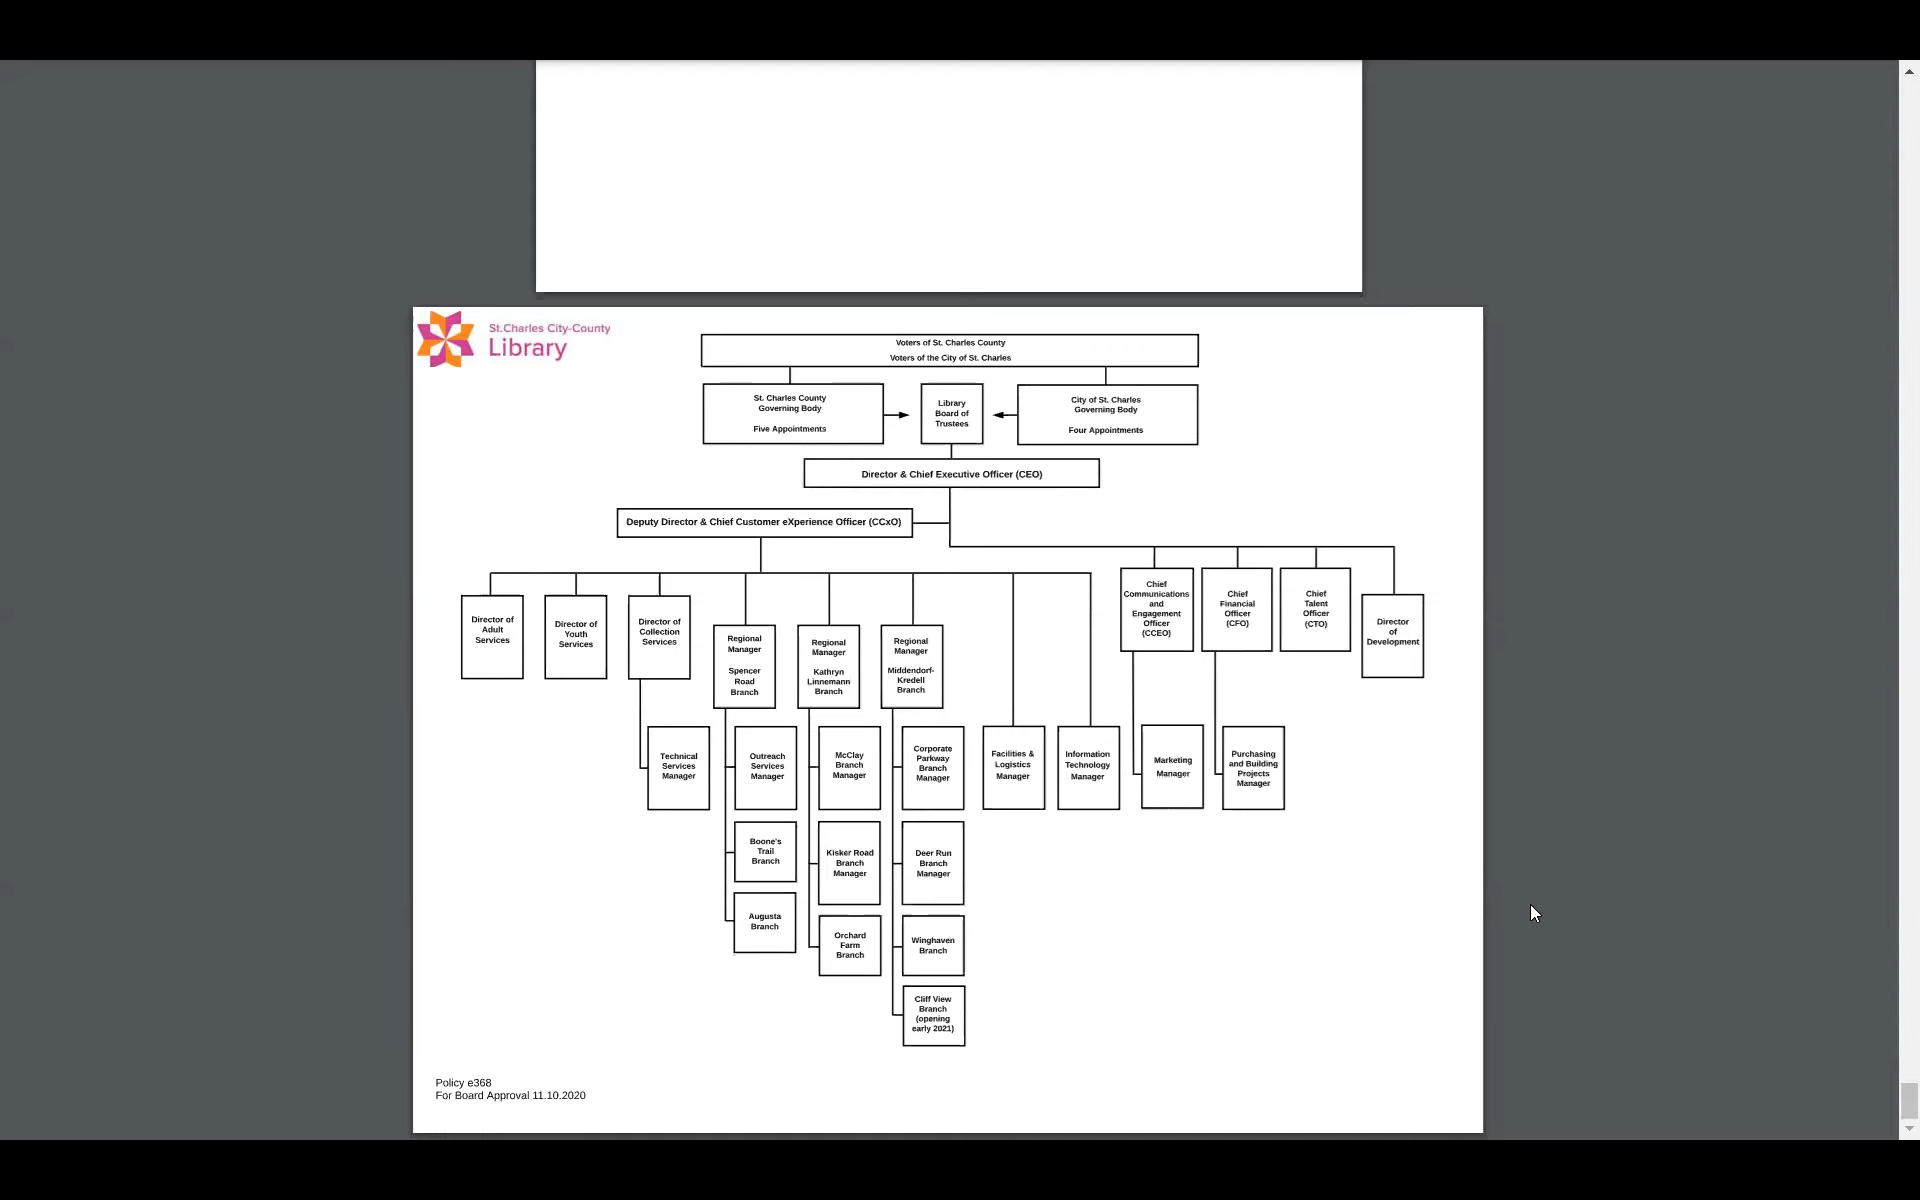 St.Charles City-County
Library
Voters of St. Charles County
Voters of the City of St. Charles
St. Charles County
Governing Body
Five Appointments
Library
Board of
Trustees
City of St. Charles
Governing Body
Four Appointments
Director & Chief Executive Officer (CEO)
Deputy Director & Chief Customer eXperience Officer (CCxO)
Director of
Adult
Services
Director of
Youth
Services
Director of
Collection
Services
Regional
Manager
Spencer
Road
Branch
Regional
Manager
Kathryn
Linnemann
Branch
Regional
Manager
Middendorf-
Kredell
Branch
Chief
Communications
and
Engagement
Officer
(CCEO)
Chief
Financial
Officer
(CFO)
Chief
Talent
Officer
(CTO)
Director
of
Development
Technical
Services
Manager
Outreach
Services
Manager
McClay
Branch
Manager
Corporate
Parkway
Branch
Manager
Facilities &
Logistics
Manager
Information
Technology
Manager
Marketing
Manager
Purchasing
and Building
Projects
Manager
Boone's
Trail
Branch
Kisker Road
Branch
Manager
Deer Run
Branch
Manager
Augusta
Branch
Orchard
Farm
Branch
Winghaven
Branch
Cliff View
Branch
(opening
early 2021)
Policy e368
For Board Approval 11.10.2020